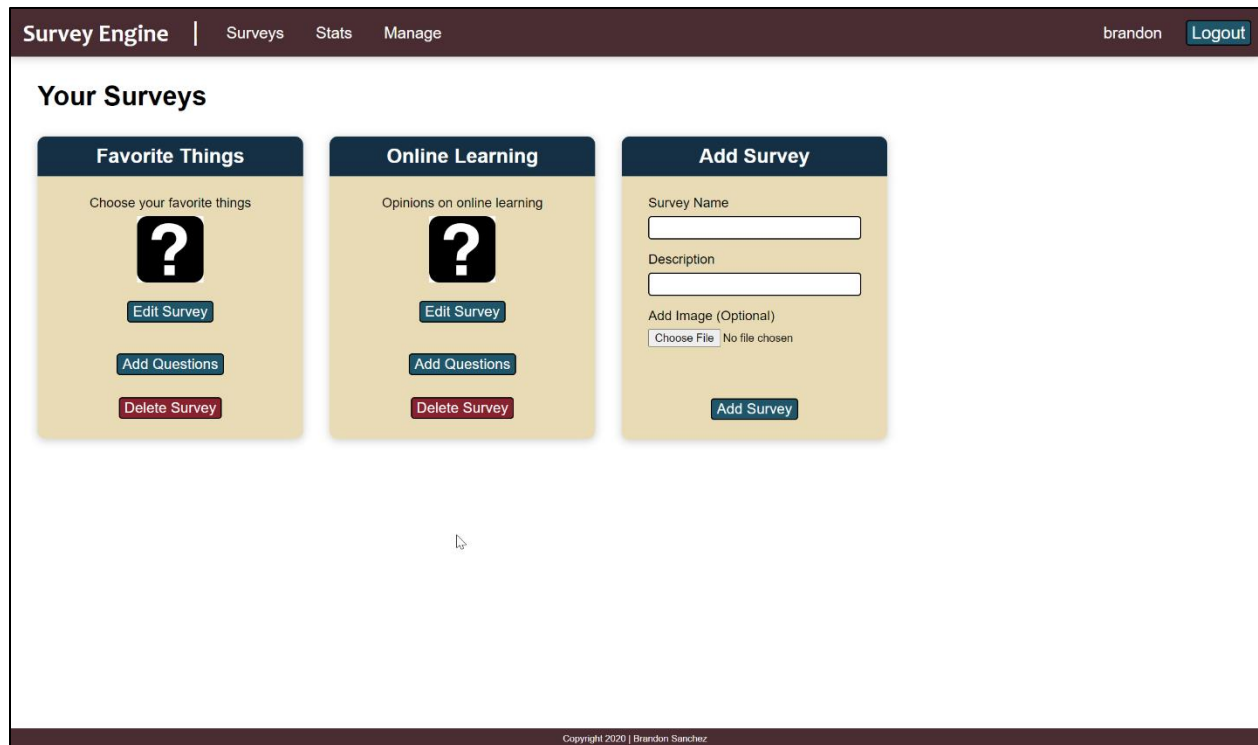 Survey Engine | Surveys Stats Manage brandon Logout
Your Surveys
Favorite Things
Choose your favorite things
?
Edit Survey
Add Questions
Delete Survey
Online Learning
Opinions on online learning
?
Edit Survey
Add Questions
Delete Survey
Add Survey
Survey Name
Description
Add Image (Optional)
Choose File No file chosen
Add Survey
Copyright 2020 | Brandon Sanchez